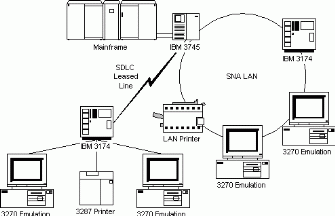 Mainframe
IBM 3745
IBM 3174
SDLC
Leased
Line
SNA LAN
IBM 3174
LAN Printer
3270 Emulation
3270 Emulation
3270 Emulation
3287 Printer
3270 Emulation